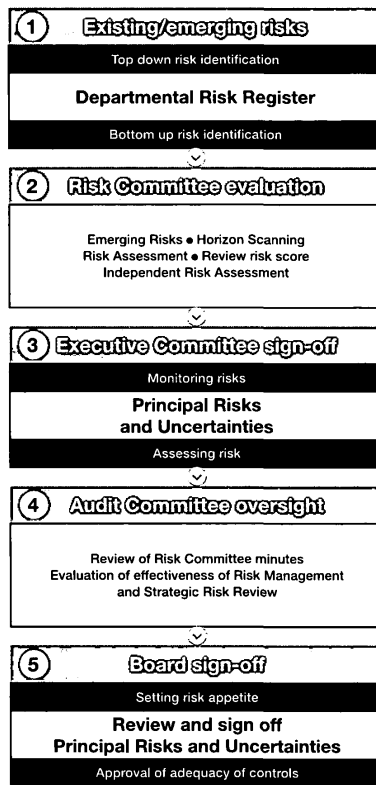 1 Existing/emerging risks
Top down risk identification
Departmental Risk Register
Bottom up risk identification
2 Risk Committee evaluation
Emerging Risks ● Horizon Scanning
Risk Assessment ● Review risk score
Independent Risk Assessment
3 Executive Committee sign-off
Monitoring risks
Principal Risks
and Uncertainties
Assessing risk
4 Audit Committee oversight
Review of Risk Committee minutes
Evaluation of effectiveness of Risk Management
and Strategic Risk Review
5 Board sign-off
Setting risk appetite
Review and sign off
Principal Risks and Uncertainties
Approval of adequacy of controls